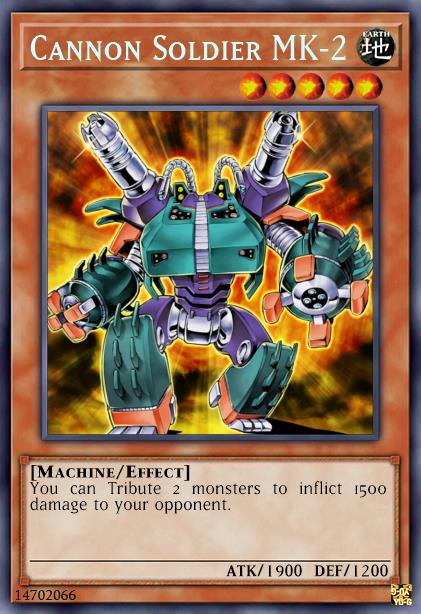 CANNON SOLDIER MK-2
EARTH
地
[MACHINE/EFFECT]
You can Tribute 2 monsters to inflict 1500
damage to your opponent.
ATK/1900 DEF/1200
14702066